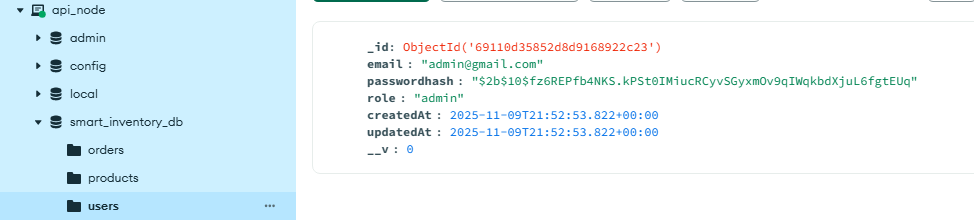 api_node
admin
config
local
smart_inventory_db
orders
products
users
_id: ObjectId('69110d35852d8d9168922c23')
email : "admin@gmail.com"
passwordhash : "$2b$10$fz6REPfb4NKS.kPSt0IMiucRCyvSGyxmOv9qIWqkbdXjuL6fgtEUq"
role : "admin"
createdAt : 2025-11-09T21:52:53.822+00:00
updatedAt : 2025-11-09T21:52:53.822+00:00
__v : 0